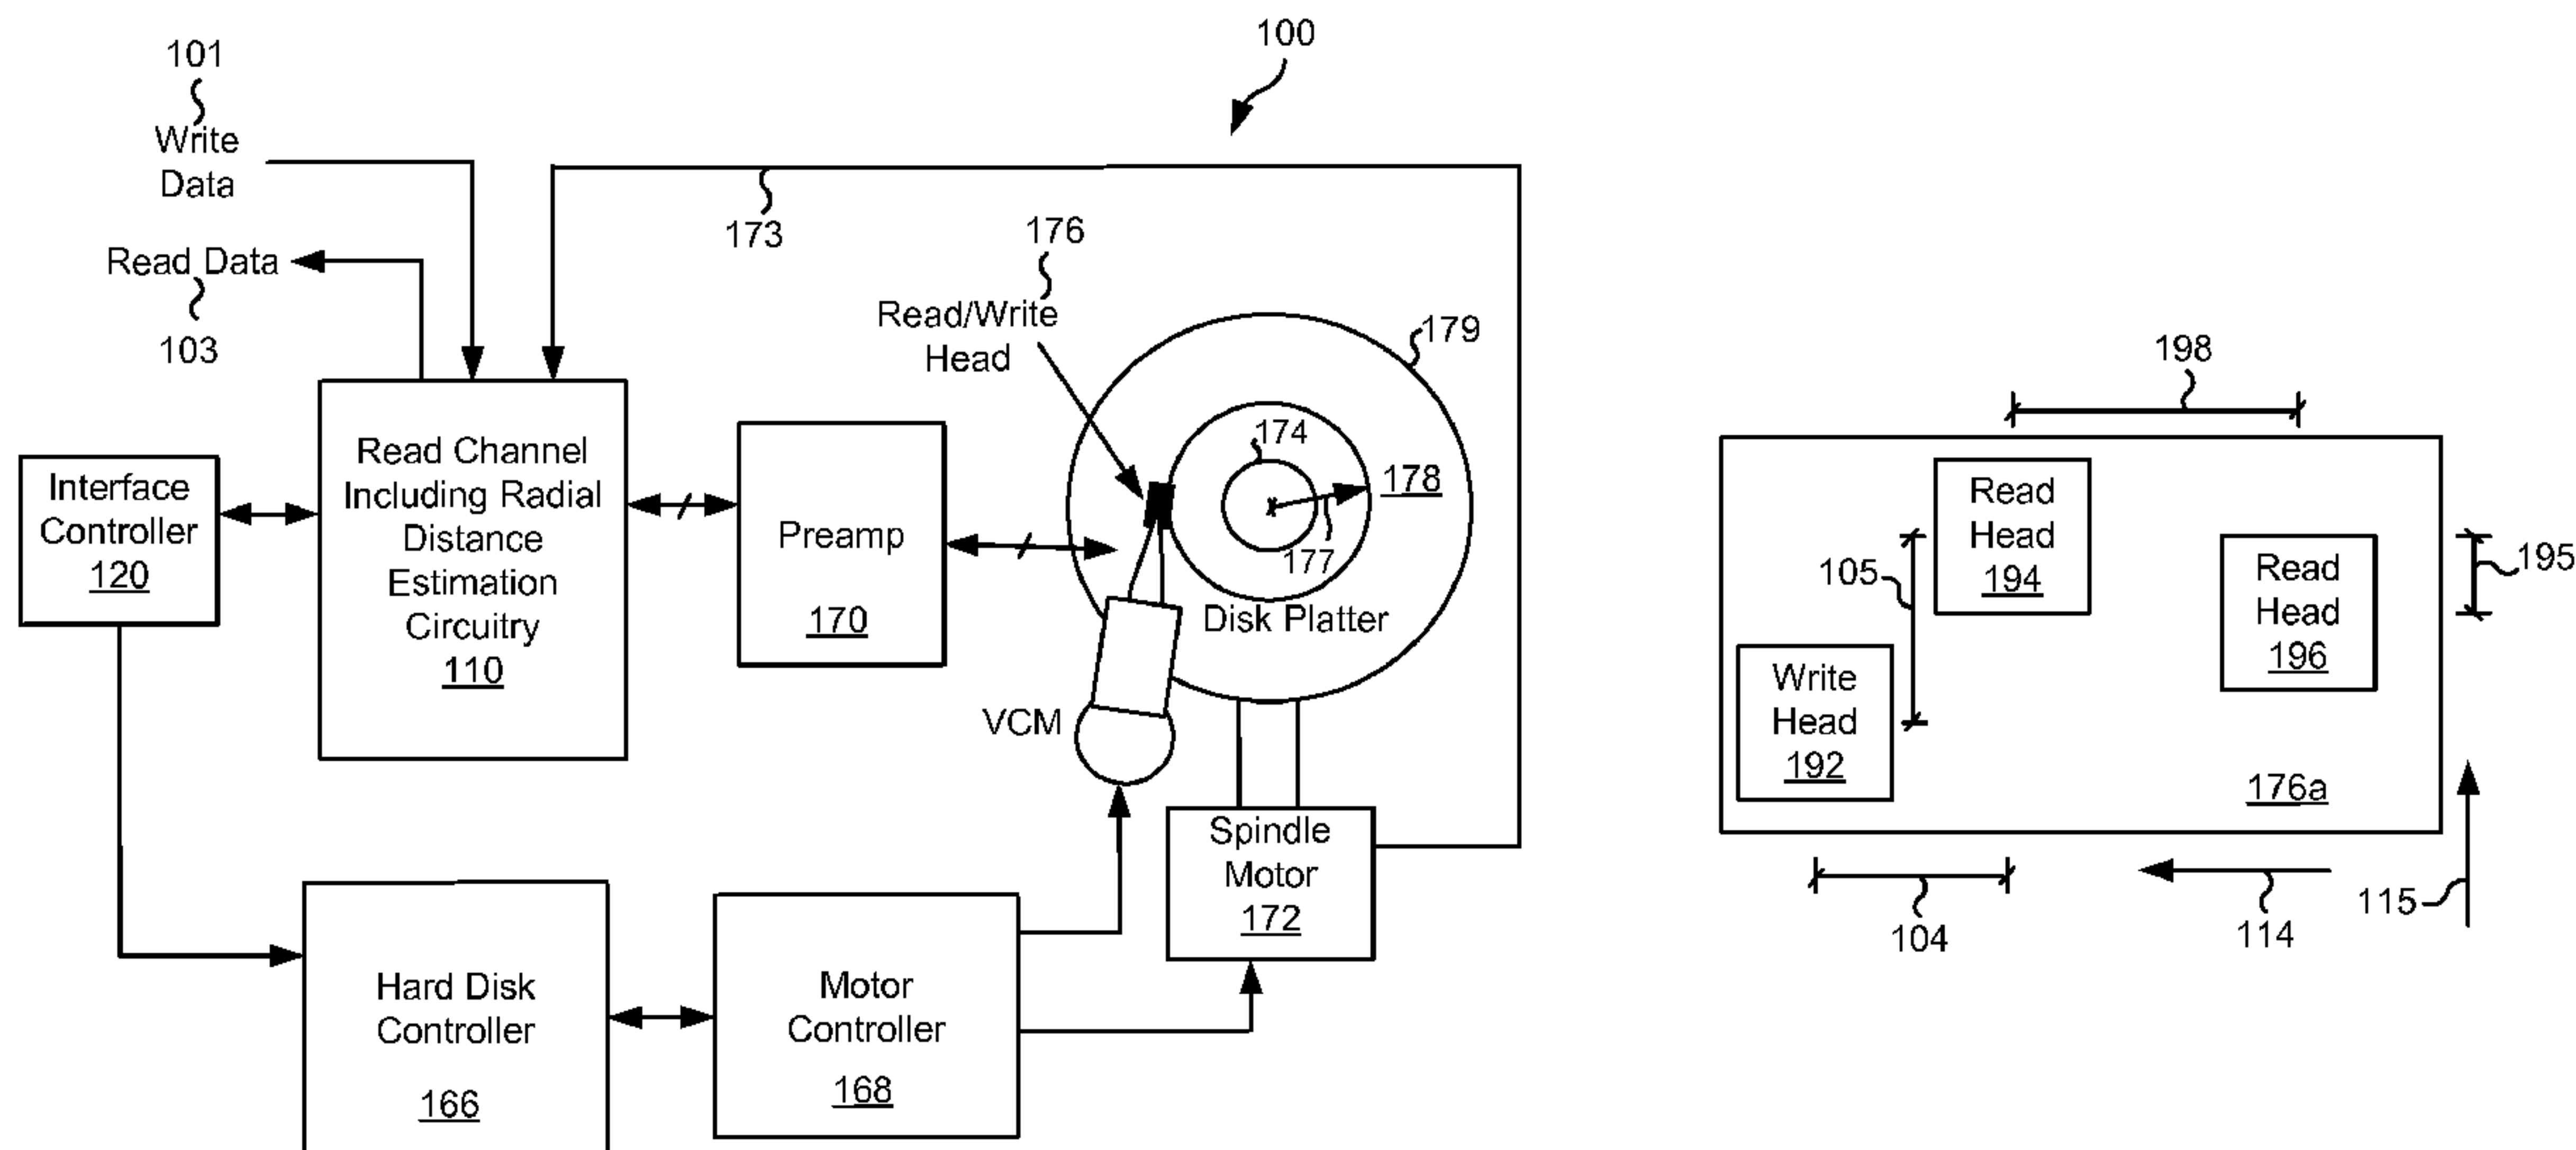 100
101
Write
Data
173
Read Data
103
176
Read/Write
Head
179
174
178
177
Disk Platter
Interface
Controller
120
Read Channel
Including Radial
Distance
Estimation
Circuitry
110
Preamp
170
VCM
Spindle
Motor
172
Hard Disk
Controller
166
Motor
Controller
168
198
Read
Head
194
105
Read
Head
196
195
Write
Head
192
176a
104
114
115